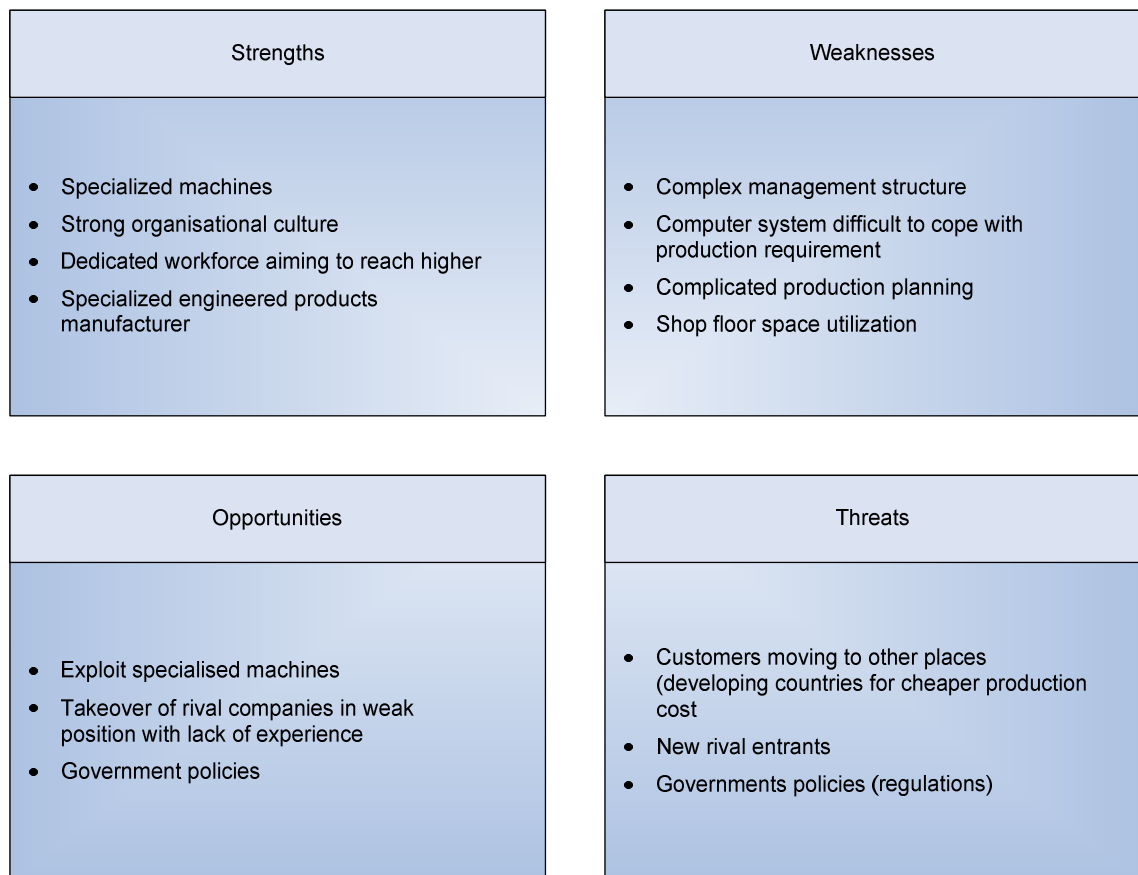 Strengths
• Specialized machines
• Strong organisational culture
• Dedicated workforce aiming to reach higher
• Specialized engineered products
manufacturer
Weaknesses
• Complex management structure
• Computer system difficult to cope with
production requirement
• Complicated production planning
• Shop floor space utilization
Opportunities
• Exploit specialised machines
• Takeover of rival companies in weak
position with lack of experience
• Government policies
Threats
• Customers moving to other places
(developing countries for cheaper production
cost
• New rival entrants
• Governments policies (regulations)